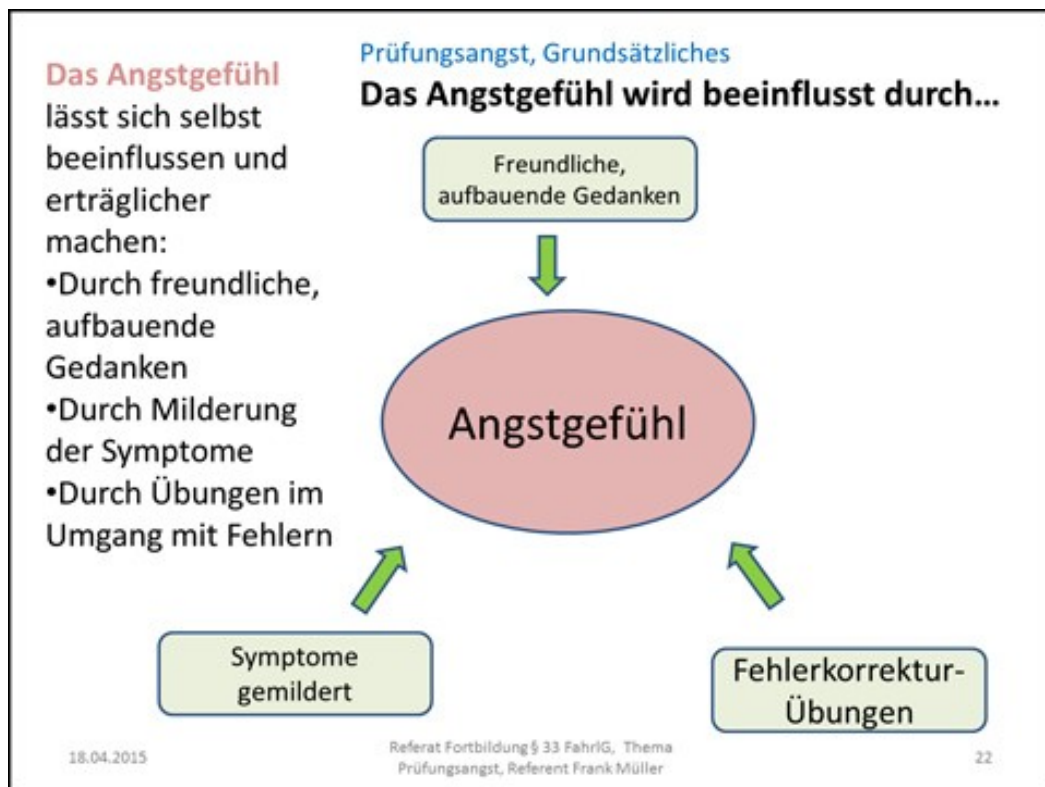 Das Angstgefühl
lässt sich selbst
beeinflussen und
erträglicher
machen:
•Durch freundliche,
aufbauende
Gedanken
•Durch Milderung
der Symptome
•Durch Übungen im
Umgang mit Fehlern
Prüfungsangst, Grundsätzliches
Das Angstgefühl wird beeinflusst durch...
Freundliche,
aufbauende Gedanken
Angstgefühl
Symptome
gemildert
Fehlerkorrektur-
Übungen
18.04.2015
Referat Fortbildung § 33 FahrlG, Thema
Prüfungsangst, Referent Frank Müller
22